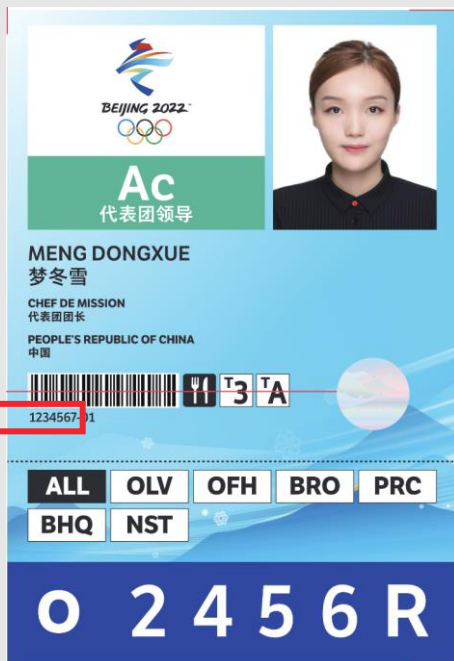 BEIJING 2022
Ac
代表团领导
MENG DONGXUE
梦冬雪
CHEF DE MISSION
代表团团长
PEOPLE'S REPUBLIC OF CHINA
中国
T3 TA
1234567-01
ALL OLV OFH BRO PRC
BHQ NST
O 2 4 5 6 R